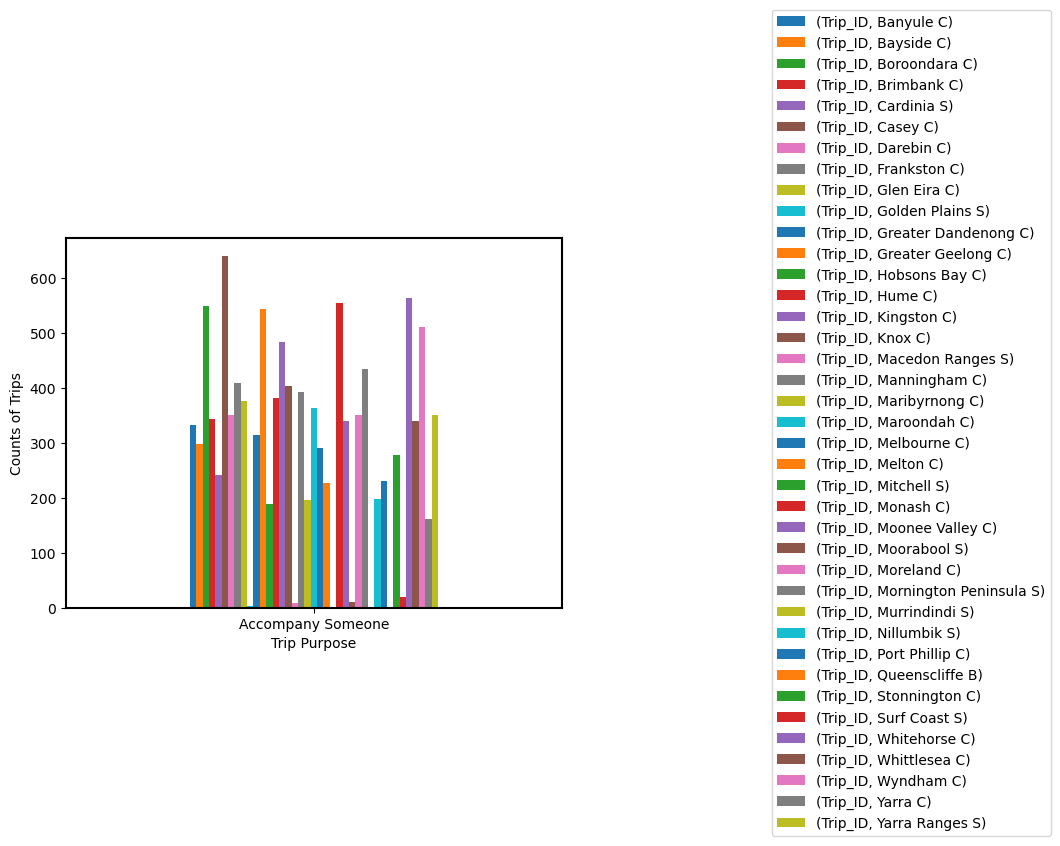 (Trip_ID, Banyule C)
(Trip_ID, Bayside C)
(Trip_ID, Boroondara C)
(Trip_ID, Brimbank C)
(Trip_ID, Cardinia S)
(Trip_ID, Casey C)
(Trip_ID, Darebin C)
(Trip_ID, Frankston C)
(Trip_ID, Glen Eira C)
(Trip_ID, Golden Plains S)
(Trip_ID, Greater Dandenong C)
(Trip_ID, Greater Geelong C)
(Trip_ID, Hobsons Bay C)
(Trip_ID, Hume C)
(Trip_ID, Kingston C)
(Trip_ID, Knox C)
(Trip_ID, Macedon Ranges S)
(Trip_ID, Manningham C)
(Trip_ID, Maribyrnong C)
(Trip_ID, Maroondah C)
(Trip_ID, Melbourne C)
(Trip_ID, Melton C)
(Trip_ID, Mitchell S)
(Trip_ID, Monash C)
(Trip_ID, Moonee Valley C)
(Trip_ID, Moorabool S)
(Trip_ID, Moreland C)
(Trip_ID, Mornington Peninsula S)
(Trip_ID, Murrindindi S)
(Trip_ID, Nillumbik S)
(Trip_ID, Port Phillip C)
(Trip_ID, Queenscliffe B)
(Trip_ID, Stonnington C)
(Trip_ID, Surf Coast S)
(Trip_ID, Whitehorse C)
(Trip_ID, Whittlesea C)
(Trip_ID, Wyndham C)
(Trip_ID, Yarra C)
(Trip_ID, Yarra Ranges S)
Counts of Trips
600
500
400
300
200
100
0
Accompany Someone
Trip Purpose